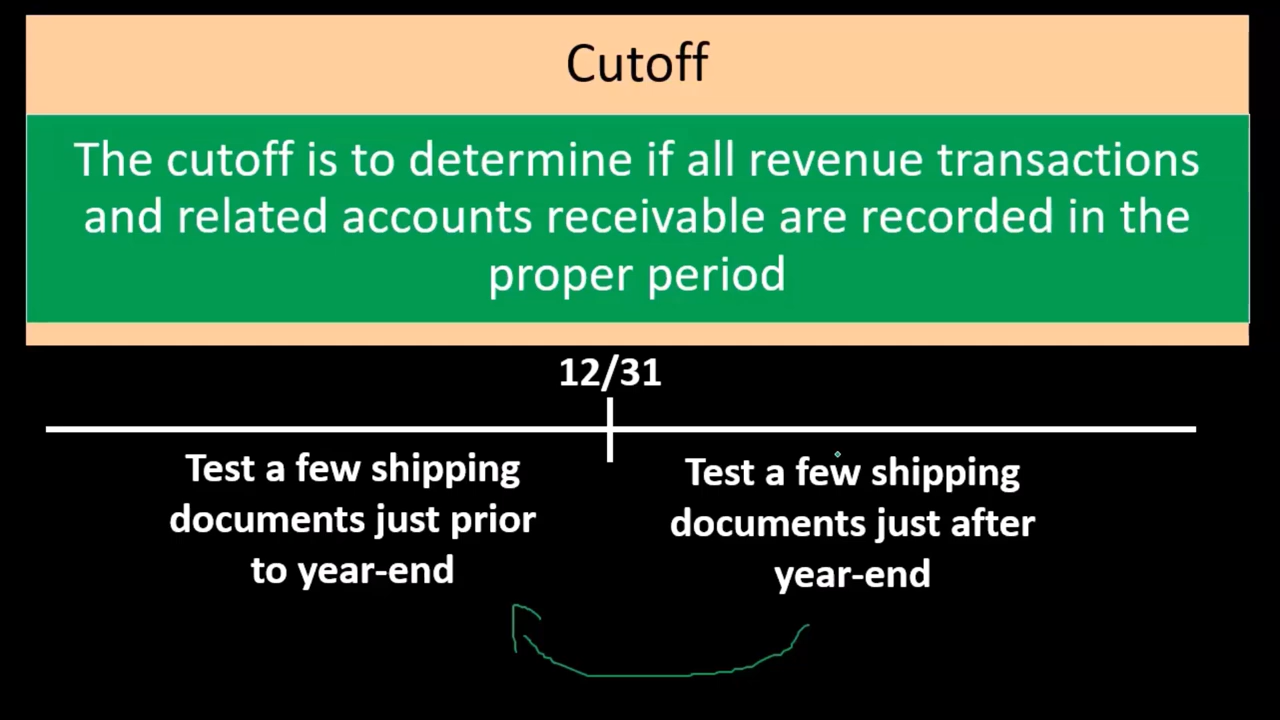 Cutoff
The cutoff is to determine if all revenue transactions
and related accounts receivable are recorded in the
proper period
12/31
Test a few shipping
documents just prior
to year-end
Test a few shipping
documents just after
year-end